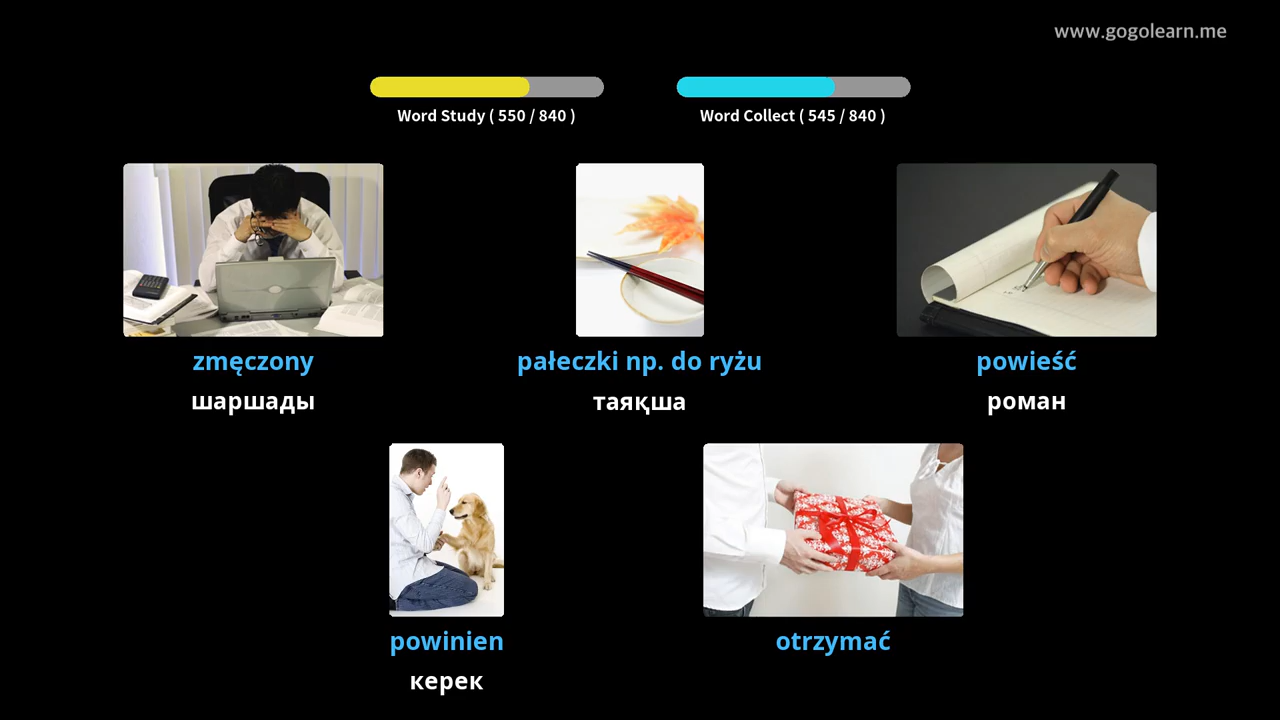 www.gogolearn.me
Word Study ( 550 / 840 )
Word Collect ( 545 / 840 )
zmęczony
шаршады
pałeczki np. do ryżu
таяқша
powieść
роман
powinien
керек
otrzymać